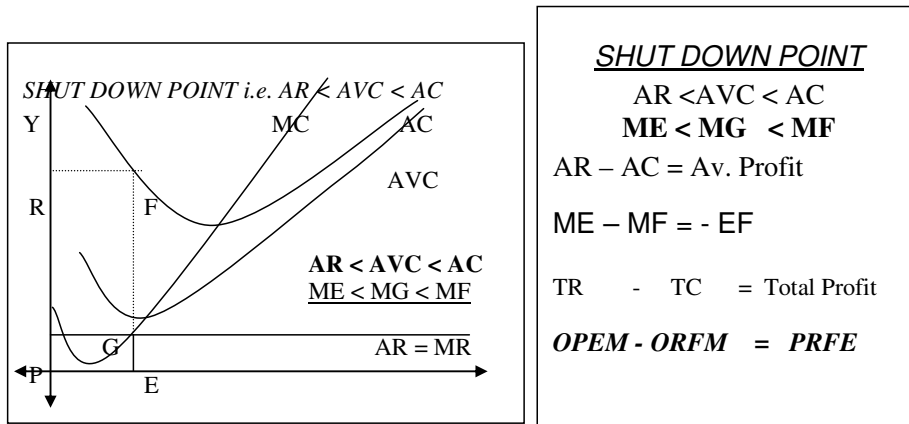 SHUT DOWN POINT i.e. AR < AVC < AC
Y
MC
AC
AVC
R
F
AR < AVC < AC
ME < MG < MF
G
AR = MR
P
E
SHUT DOWN POINT
AR <AVC < AC
ME < MG < MF
AR – AC = Av. Profit
ME – MF = - EF
TR - TC = Total Profit
OPEM - ORFM = PRFE